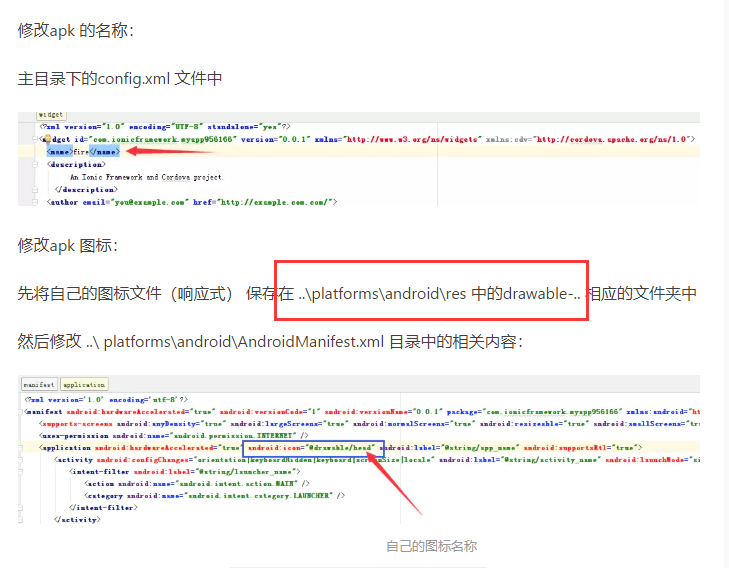 修改apk 的名称：
主目录下的config.xml 文件中
widget
<?xml version="1.0" encoding="UTF-8" standalone="yes"?>
<widget id="com.ionicframework.myapp956166" version="0.0.1" xmlns="http://www.w3.org/ns/widgets" xmlns:cdv="http://cordova.apache.org/ns/1.0">
<name>fire</name>
<description>
An Ionic Framework and Cordova project.
</description>
<author email="you@example.com" href="http://example.com.com/">
修改apk 图标：
先将自己的图标文件（响应式） 保存在 ..\platforms\android\res 中的drawable-.. 相应的文件夹中
然后修改 ..\ platforms\android\AndroidManifest.xml 目录中的相关内容：
manifest application
<?xml version='1.0' encoding='utf-8'?>
<manifest android:hardwareAccelerated="true" android:versionCode="1" android:versionName="0.0.1" package="com.ionicframework.myapp956166" xmlns:android="ht
<supports-screens android:anyDensity="true" android:largeScreens="true" android:normalScreens="true" android:resizeable="true" android:smallScreens="tr
<uses-permission android:name="android.permission.INTERNET" />
<application android:hardwareAccelerated="true" android:icon="@drawable/head" android:label="@string/app_name" android:supportsRtl="true">
<activity android:configChanges="orientation|keyboardHidden|keyboard|screenSize|locale" android:label="@string/activity_name" android:launchMode="si
<intent-filter android:label="@string/launcher_name">
<action android:name="android.intent.action.MAIN" />
<category android:name="android.intent.category.LAUNCHER" />
</intent-filter>
</activity>
自己的图标名称